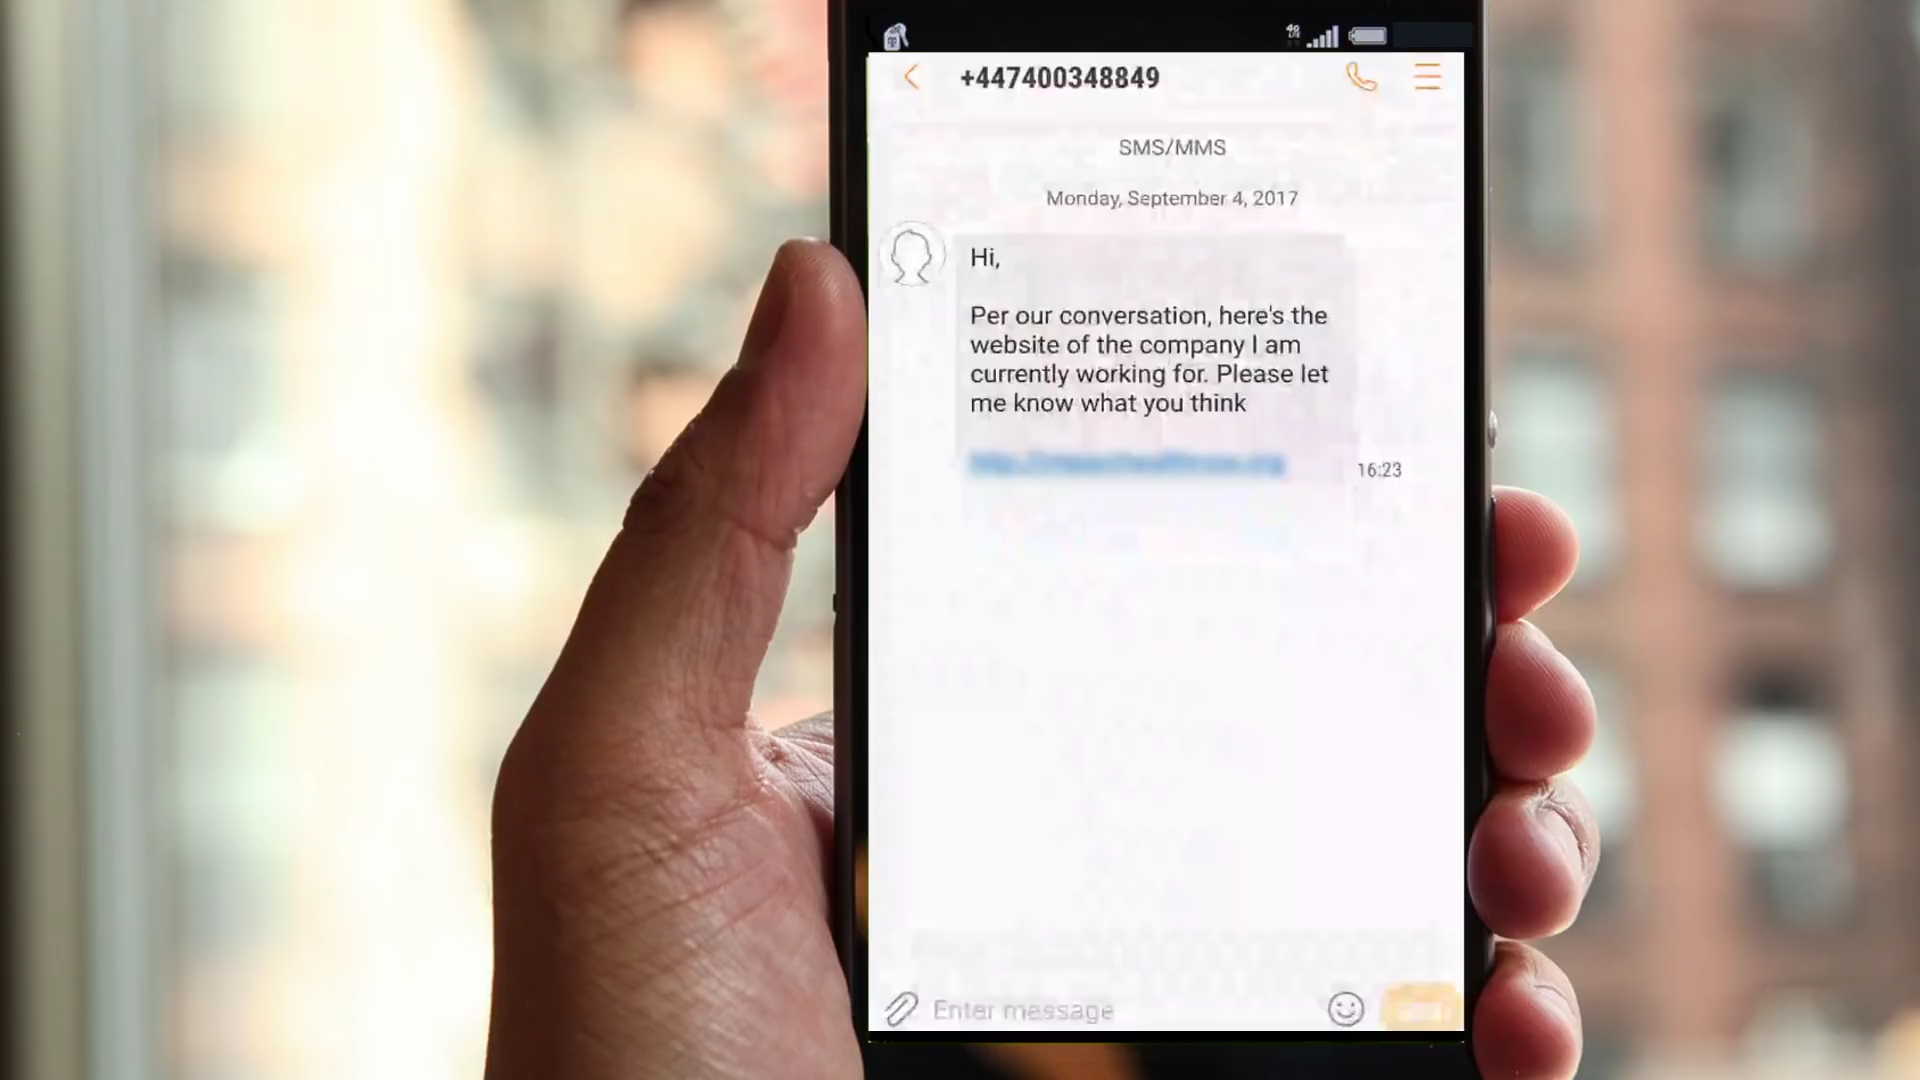 +447400348849
SMS/MMS
Monday, September 4, 2017
Hi,
Per our conversation, here's the
website of the company I am
currently working for. Please let
me know what you think
16:23
Enter message